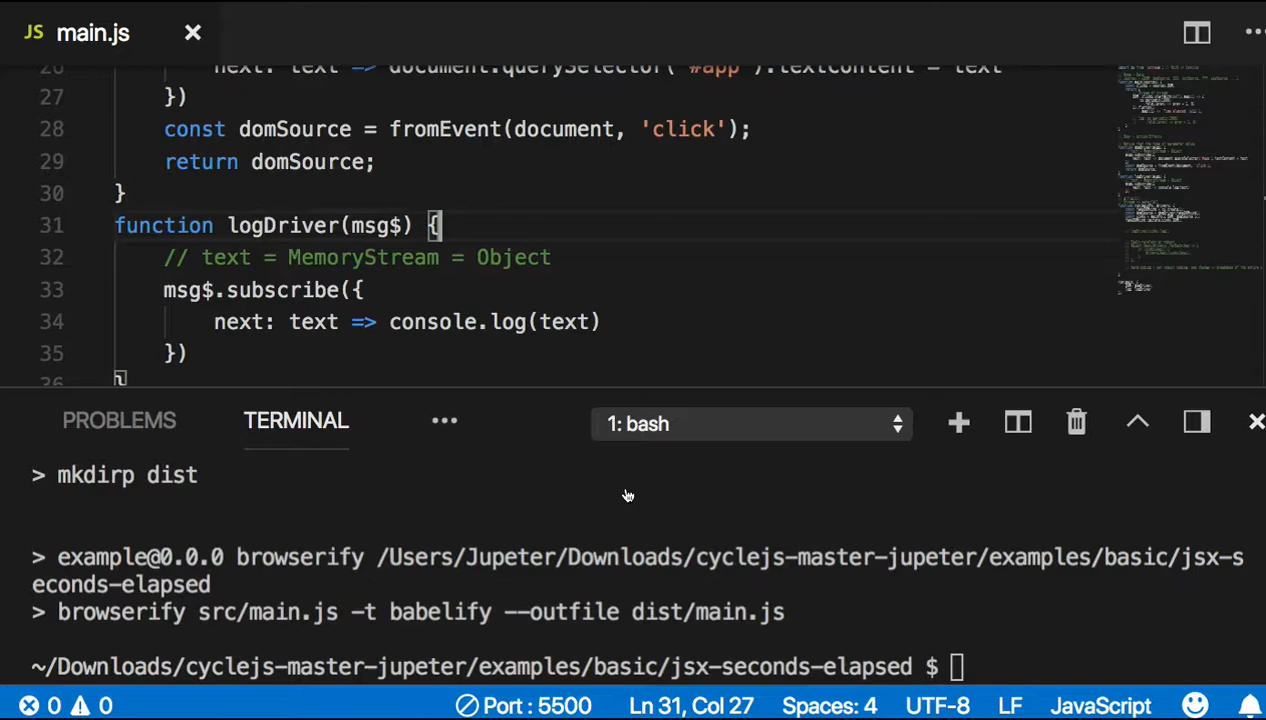 JS main.js
26 next: text => document.querySelector('#app').textContent = text
27 })
28 const domSource = fromEvent(document, 'click');
29 return domSource;
30 }
31 function logDriver(msg$) {
32 // text = MemoryStream = Object
33 msg$.subscribe({
34 next: text => console.log(text)
35 })
36 }
PROBLEMS TERMINAL ••• 1: bash
> mkdirp dist
> example@0.0.0 browserify /Users/Jupeter/Downloads/cyclejs-master-jupeter/examples/basic/jsx-s
econds-elapsed
> browserify src/main.js -t babelify --outfile dist/main.js
~/Downloads/cyclejs-master-jupeter/examples/basic/jsx-seconds-elapsed $
0 0 Port : 5500 Ln 31, Col 27 Spaces: 4 UTF-8 LF JavaScript